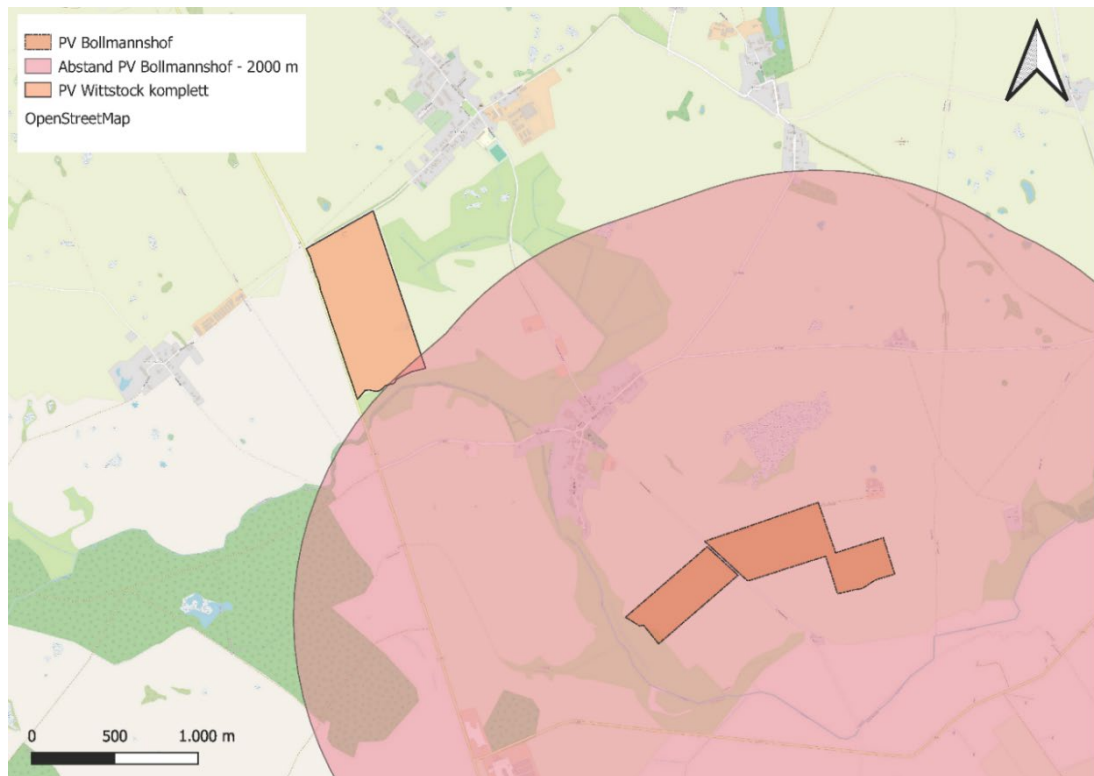 PV Bollmannshof
Abstand PV Bollmannshof - 2000 m
PV Wittstock komplett
OpenStreetMap
0 500 1.000 m